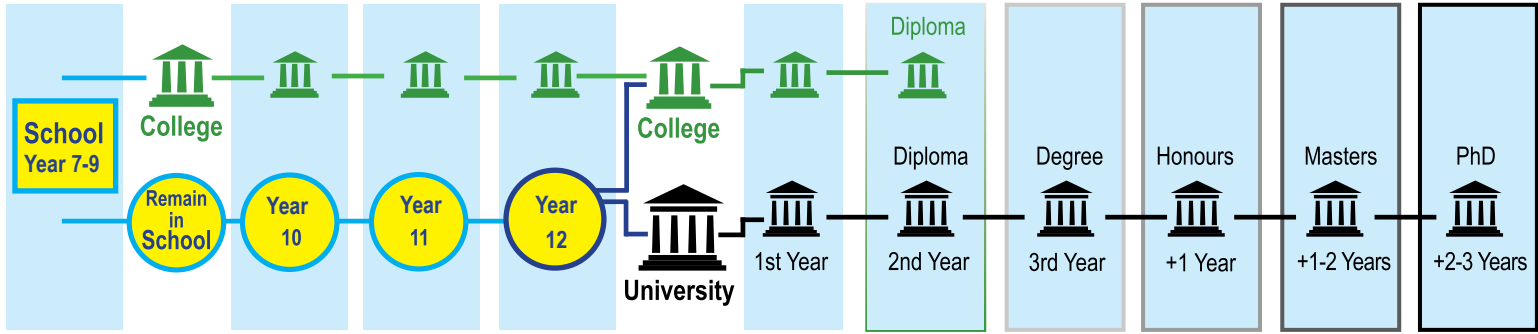 Diploma
School
Year 7-9
College
College
Remain
in
School
Year
10
Year
11
Year
12
University
Diploma
Degree
Honours
Masters
PhD
1st Year
2nd Year
3rd Year
+1 Year
+1-2 Years
+2-3 Years